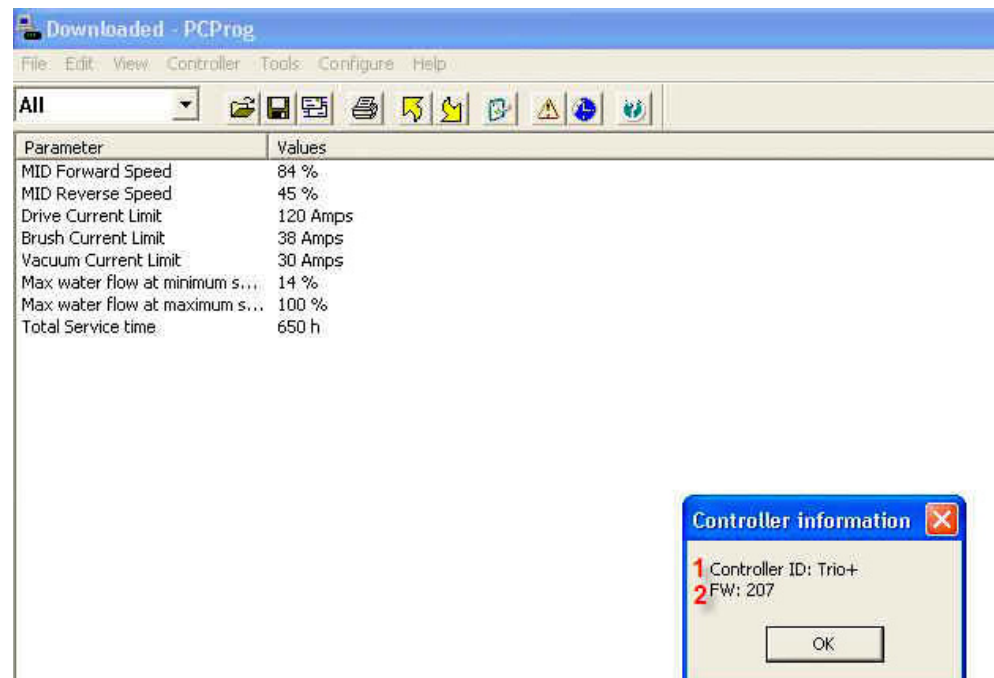 Downloaded - PCProg
File Edit View Controller Tools Configure Help
All
Parameter Values
MID Forward Speed 84 %
MID Reverse Speed 45 %
Drive Current Limit 120 Amps
Brush Current Limit 38 Amps
Vacuum Current Limit 30 Amps
Max water flow at minimum s... 14 %
Max water flow at maximum s... 100 %
Total Service time 650 h
Controller information
1 Controller ID: Trio+
2 FW: 207
OK